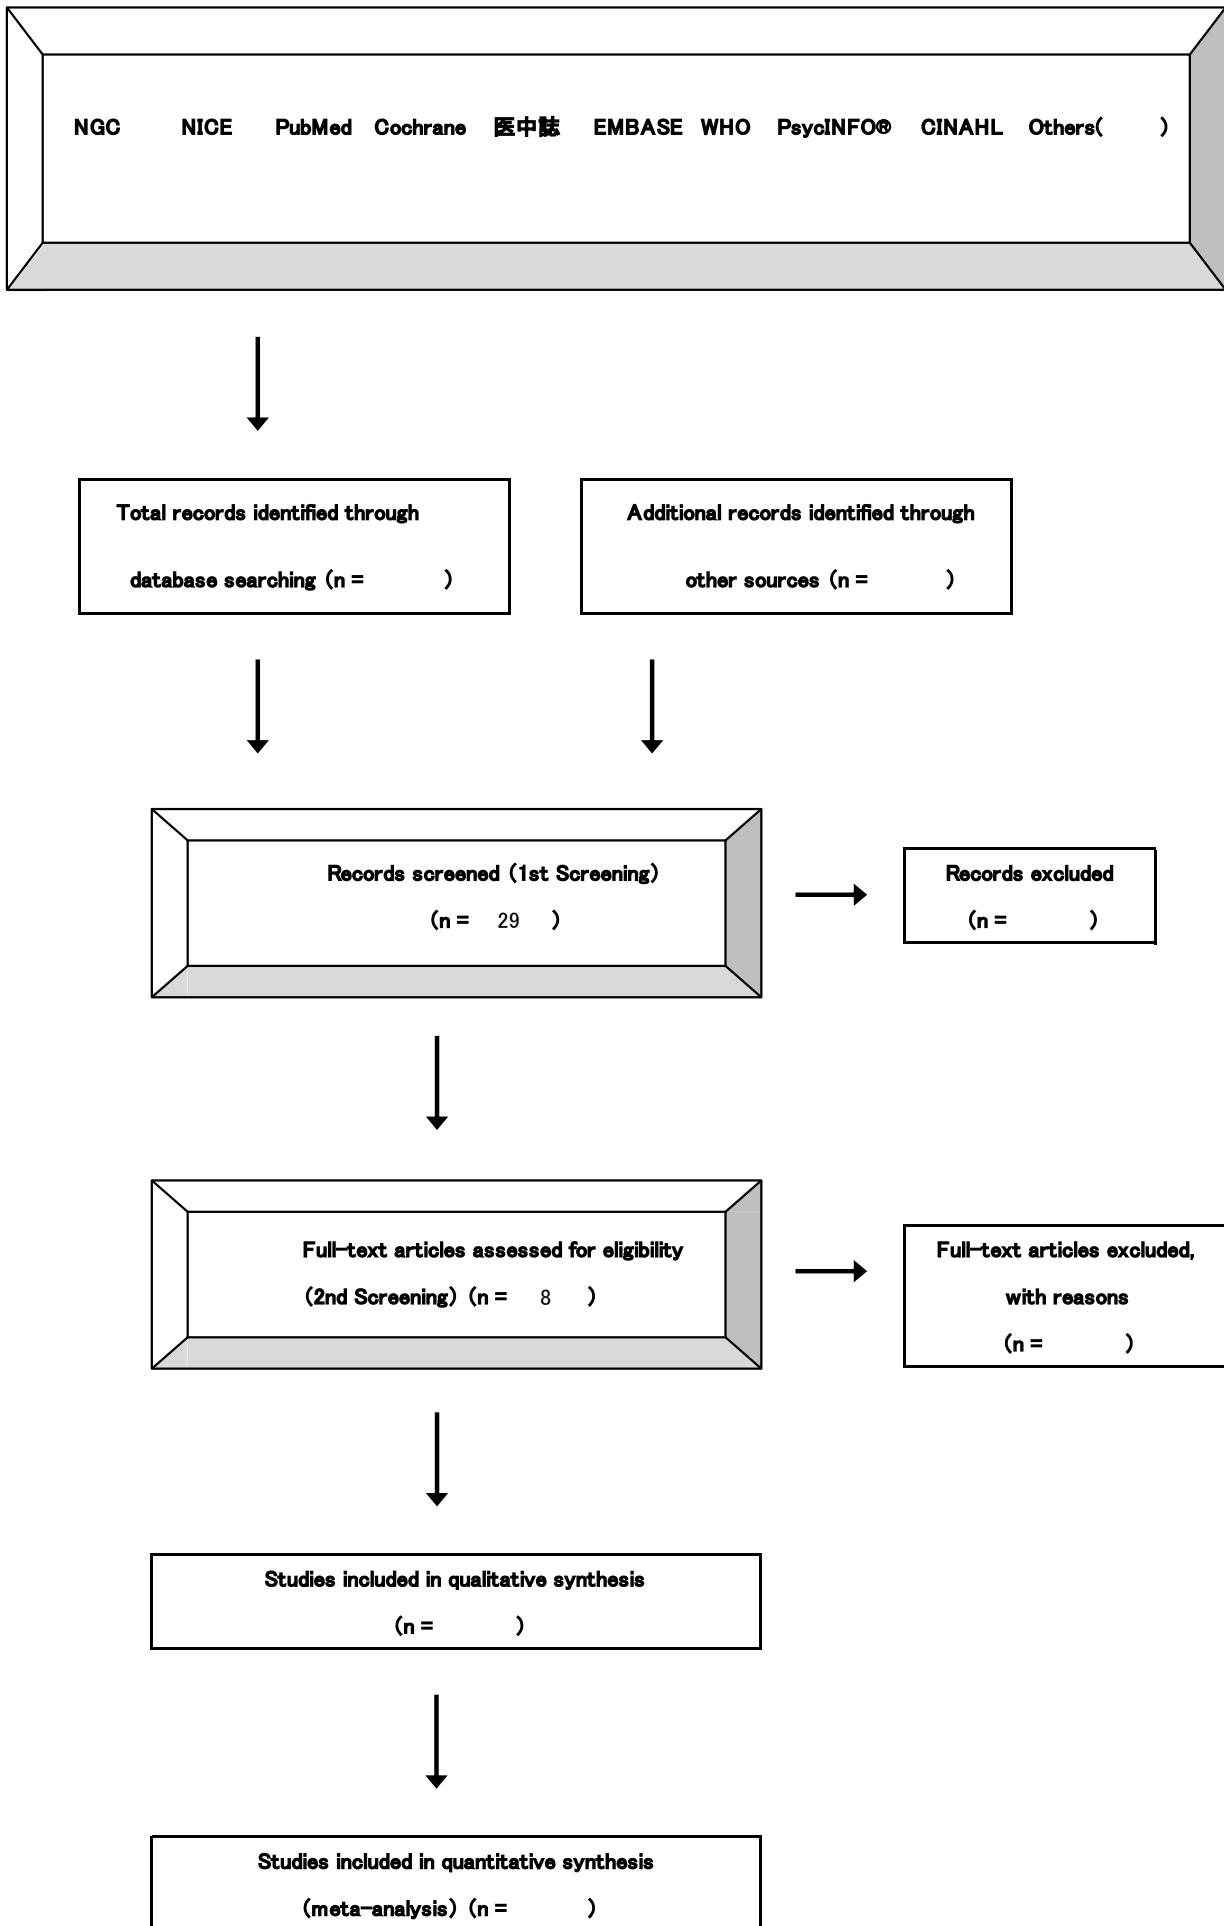 NGC NICE PubMed Cochrane 医中誌 EMBASE WHO PsycINFO® CINAHL Others( )
Total records identified through
database searching (n = )
Additional records identified through
other sources (n = )
Records screened (1st Screening)
(n = 29 )
Records excluded
(n = )
Full-text articles assessed for eligibility
(2nd Screening) (n = 8 )
Full-text articles excluded,
with reasons
(n = )
Studies included in qualitative synthesis
(n = )
Studies included in quantitative synthesis
(meta-analysis) (n = )